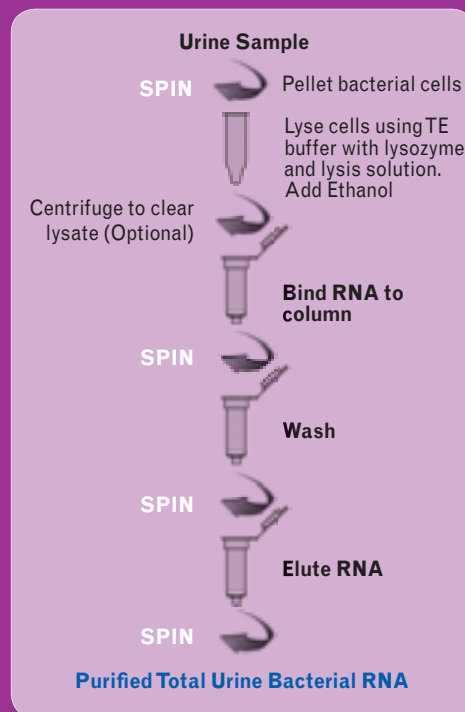 Urine Sample
SPIN
Pellet bacterial cells
Lyse cells using TE
buffer with lysozyme
and lysis solution.
Add Ethanol
Centrifuge to clear
lysate (Optional)
Bind RNA to
column
SPIN
Wash
SPIN
Elute RNA
SPIN
Purified Total Urine Bacterial RNA